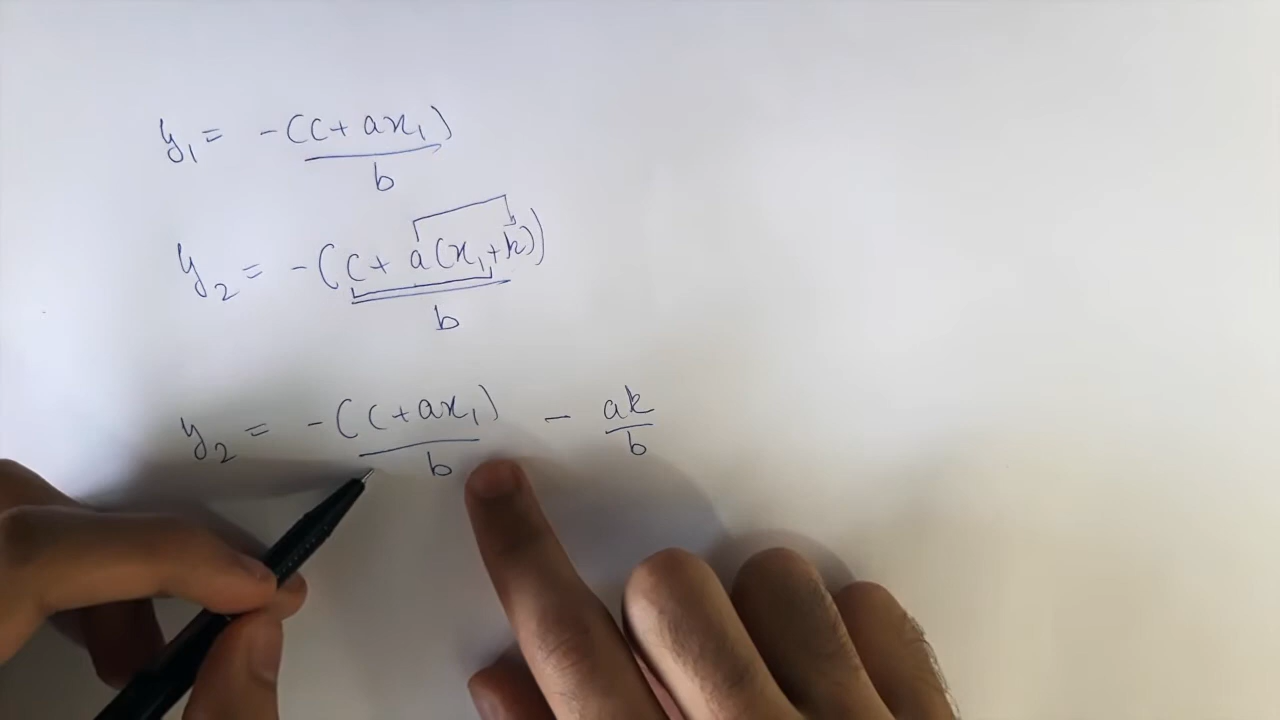 y₁ = -(c + ax₁)
b
y₂ = -(c + a(x₁+k))
b
y₂ = -(c+ax₁) - ak
b b